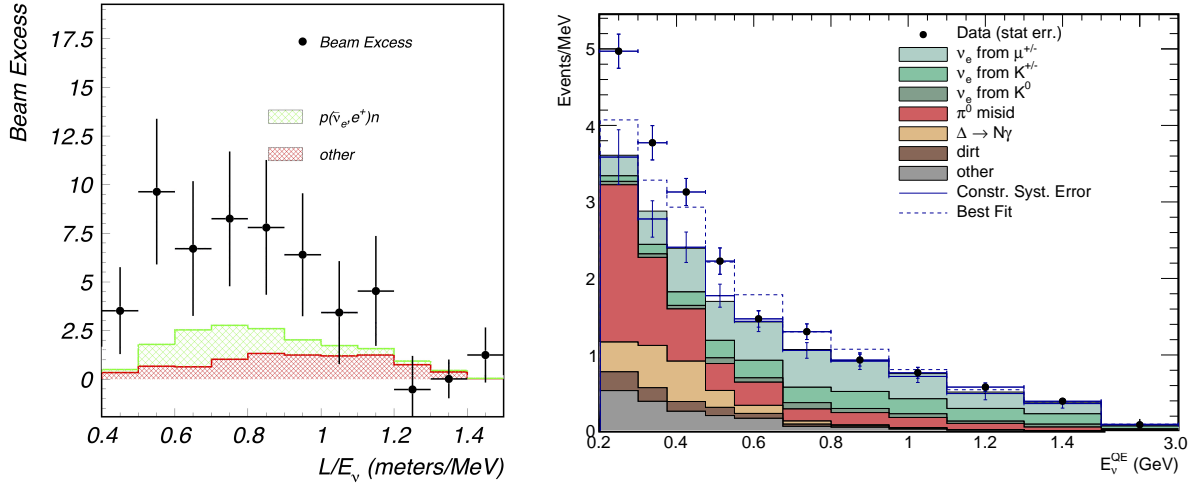 Beam Excess
17.5
15
12.5
10
7.5
5
2.5
0
Beam Excess
p(ν̄e,e+)n
other
0.4
0.6
0.8
1
1.2
1.4
L/Eν (meters/MeV)
Events/MeV
5
4
3
2
1
0
Data (stat err.)
νe from μ+/-
νe from K+/-
νe from K0
π0 misid
Δ → Nγ
dirt
other
Constr. Syst. Error
Best Fit
0.2
0.4
0.6
0.8
1.0
1.2
1.4
3.0
EνQE (GeV)